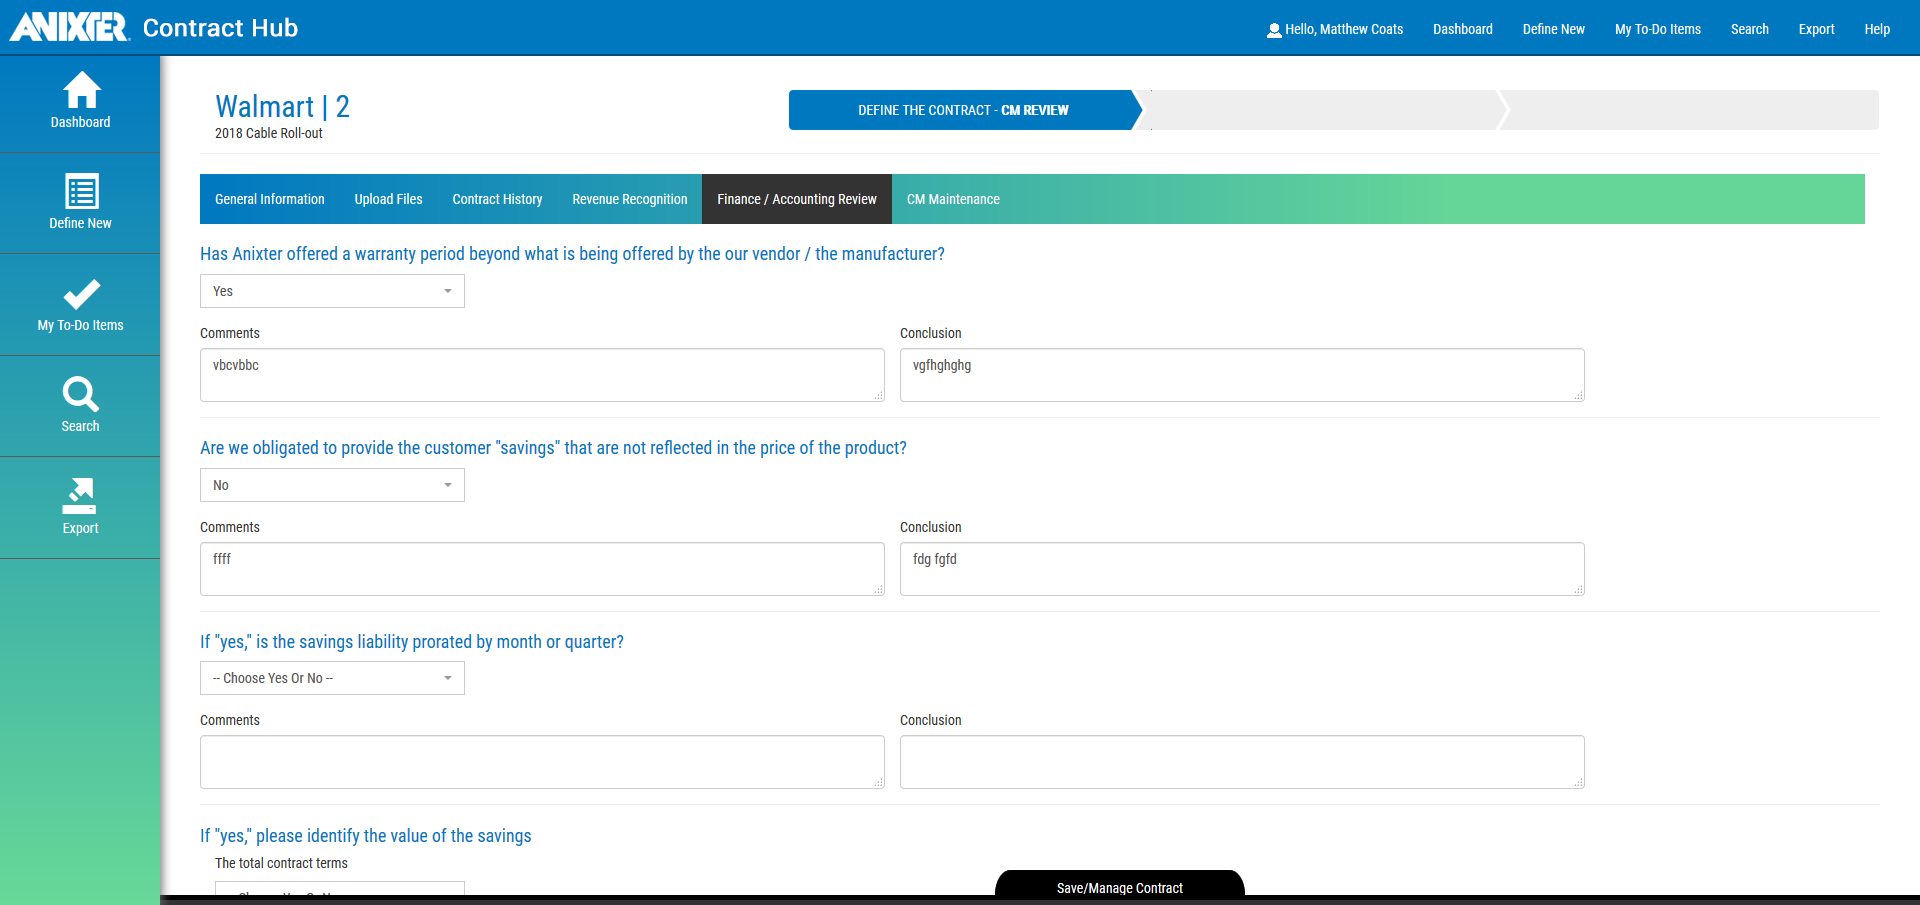 ANIXTER Contract Hub
Hello, Matthew Coats Dashboard Define New My To-Do Items Search Export Help
Dashboard
Define New
My To-Do Items
Search
Export
Walmart | 2
2018 Cable Roll-out
DEFINE THE CONTRACT - CM REVIEW
General Information Upload Files Contract History Revenue Recognition Finance / Accounting Review CM Maintenance
Has Anixter offered a warranty period beyond what is being offered by the our vendor / the manufacturer?
Yes
Comments Conclusion
vbcvbbc vgfhghghg
Are we obligated to provide the customer "savings" that are not reflected in the price of the product?
No
Comments Conclusion
ffff fdg fgfd
If "yes," is the savings liability prorated by month or quarter?
-- Choose Yes Or No --
Comments Conclusion
If "yes," please identify the value of the savings
The total contract terms
Save/Manage Contract